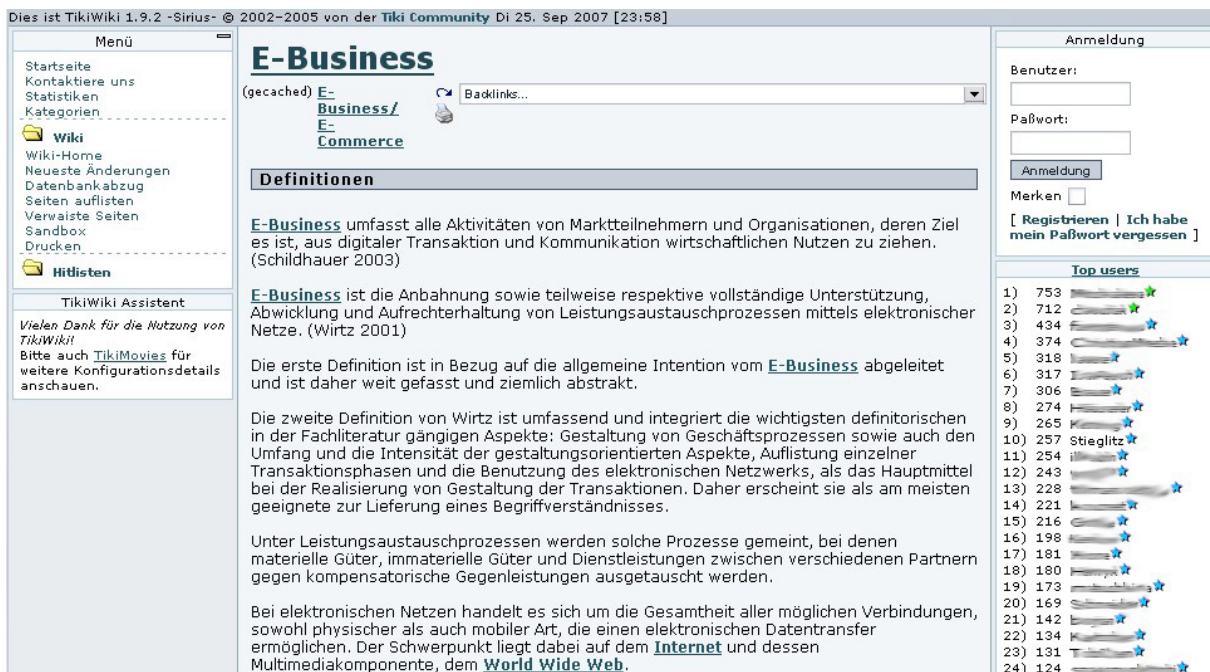 Dies ist TikiWiki 1.9.2 -Sirius- © 2002-2005 von der Tiki Community Di 25. Sep 2007 [23:58]
Menü
Startseite
Kontaktiere uns
Statistiken
Kategorien
Wiki
Wiki-Home
Neueste Änderungen
Datenbankabzug
Seiten auflisten
Verwaiste Seiten
Sandbox
Drucken
Hitlisten
TikiWiki Assistent
Vielen Dank für die Nutzung von
TikiWiki!
Bitte auch TikiMovies für
weitere Konfigurationsdetails
anschauen.
E-Business
(gecached) E-
Business/
E-
Commerce
Backlinks...
Definitionen
E-Business umfasst alle Aktivitäten von Marktteilnehmern und Organisationen, deren Ziel
es ist, aus digitaler Transaktion und Kommunikation wirtschaftlichen Nutzen zu ziehen.
(Schildhauer 2003)
E-Business ist die Anbahnung sowie teilweise respektive vollständige Unterstützung,
Abwicklung und Aufrechterhaltung von Leistungsaustauschprozessen mittels elektronischer
Netze. (Wirtz 2001)
Die erste Definition ist in Bezug auf die allgemeine Intention vom E-Business abgeleitet
und ist daher weit gefasst und ziemlich abstrakt.
Die zweite Definition von Wirtz ist umfassend und integriert die wichtigsten definitorischen
in der Fachliteratur gängigen Aspekte: Gestaltung von Geschäftsprozessen sowie auch den
Umfang und die Intensität der gestaltungsorientierten Aspekte, Auflistung einzelner
Transaktionsphasen und die Benutzung des elektronischen Netzwerks, als das Hauptmittel
bei der Realisierung von Gestaltung der Transaktionen. Daher erscheint sie als am meisten
geeignete zur Lieferung eines Begriffverständnisses.
Unter Leistungsaustauschprozessen werden solche Prozesse gemeint, bei denen
materielle Güter, immaterielle Güter und Dienstleistungen zwischen verschiedenen Partnern
gegen kompensatorische Gegenleistungen ausgetauscht werden.
Bei elektronischen Netzen handelt es sich um die Gesamtheit aller möglichen Verbindungen,
sowohl physischer als auch mobiler Art, die einen elektronischen Datentransfer
ermöglichen. Der Schwerpunkt liegt dabei auf dem Internet und dessen
Multimediakomponente, dem World Wide Web.
Anmeldung
Benutzer:
Paßwort:
Anmeldung
Merken
[ Registrieren | Ich habe
mein Paßwort vergessen ]
Top users
1) 753
2) 712
3) 434
4) 374
5) 318
6) 317
7) 306
8) 274
9) 265
10) 257 Stieglitz
11) 254
12) 243
13) 228
14) 221
15) 216
16) 198
17) 181
18) 180
19) 173
20) 169
21) 142
22) 134
23) 131
24) 124